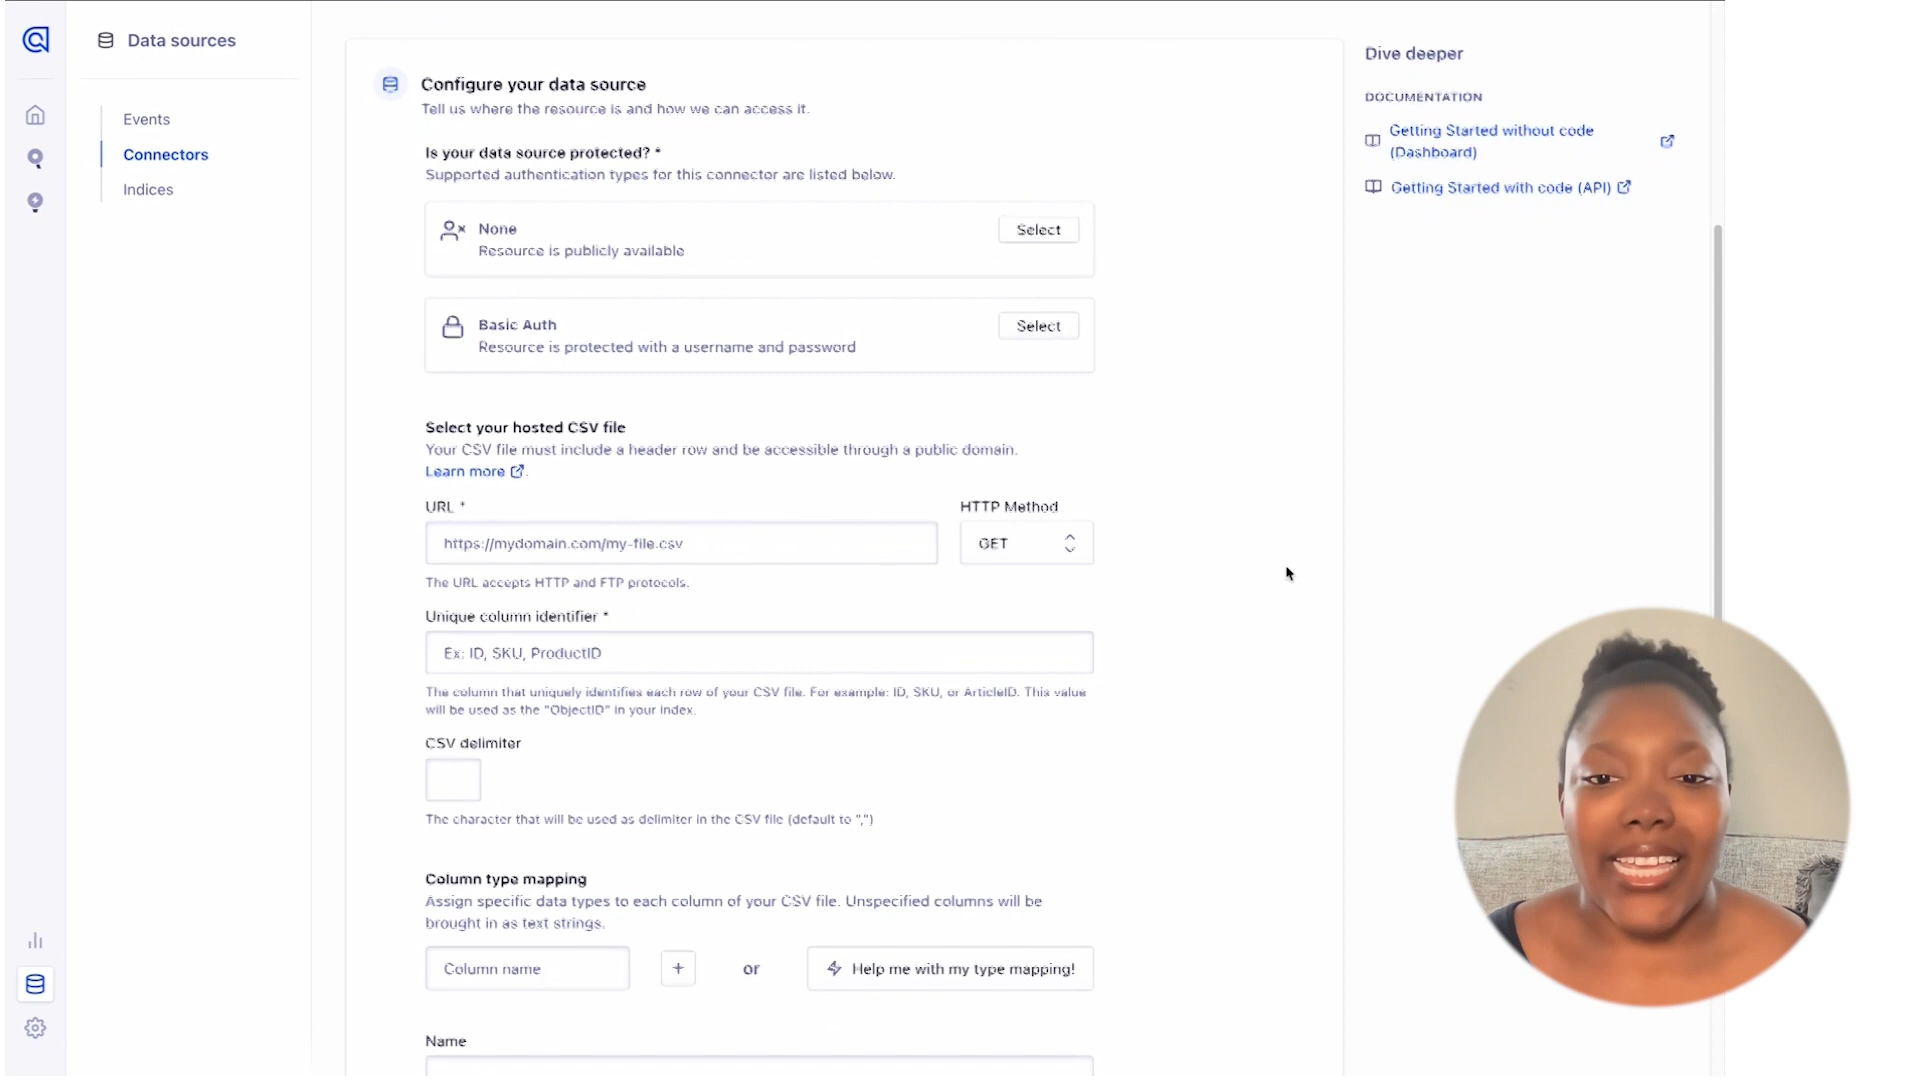 Data sources
Events
Connectors
Indices
Configure your data source
Tell us where the resource is and how we can access it.
Is your data source protected? *
Supported authentication types for this connector are listed below.
None
Resource is publicly available
Select
Basic Auth
Resource is protected with a username and password
Select
Select your hosted CSV file
Your CSV file must include a header row and be accessible through a public domain.
Learn more .
URL *
HTTP Method
https://mydomain.com/my-file.csv
GET
The URL accepts HTTP and FTP protocols.
Unique column identifier *
Ex: ID, SKU, ProductID
The column that uniquely identifies each row of your CSV file. For example: ID, SKU, or ArticleID. This value
will be used as the "ObjectID" in your index.
CSV delimiter
The character that will be used as delimiter in the CSV file (default to ",")
Column type mapping
Assign specific data types to each column of your CSV file. Unspecified columns will be
brought in as text strings.
Column name
+
or
Help me with my type mapping!
Name
Dive deeper
DOCUMENTATION
Getting Started without code
(Dashboard)
Getting Started with code (API)